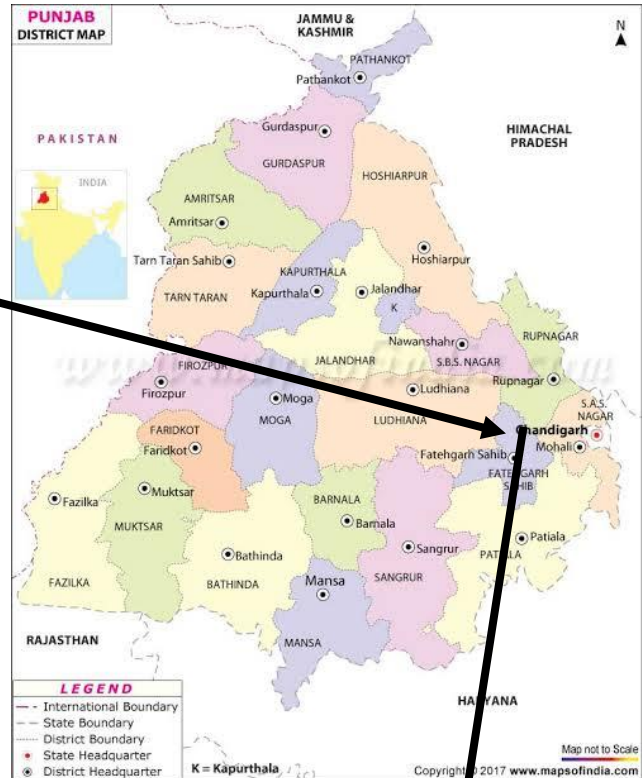 PUNJAB
DISTRICT MAP
JAMMU &
KASHMIR
N
PATHANKOT
Pathankot
Gurdaspur
GURDASPUR
HIMACHAL
PRADESH
PAKISTAN
INDIA
HOSHIARPUR
AMRITSAR
Amritsar
Tarn Taran Sahib
TARN TARAN
KAPURTHALA
Kapurthala
Hoshiarpur
Jalandhar
K
Nawanshahr
S.B.S. NAGAR
RUPNAGAR
Rupnagar
JALANDHAR
FIROZPUR
Firozpur
Moga
MOGA
Ludhiana
LUDHIANA
S.A.S.
NAGAR
Chandigarh
Mohali
FARIDKOT
Faridkot
Fatehgarh Sahib
FATEHGARH
SAHIB
Fazilka
FAZILKA
Muktsar
MUKTSAR
BARNALA
Barnala
Sangrur
SANGRUR
Patiala
PATIALA
Bathinda
BATHINDA
Mansa
MANSA
RAJASTHAN
HARYANA
LEGEND
International Boundary
State Boundary
District Boundary
State Headquarter
District Headquarter
K = Kapurthala
Map not to Scale
Copyright © 2017 www.mapsofindia.com